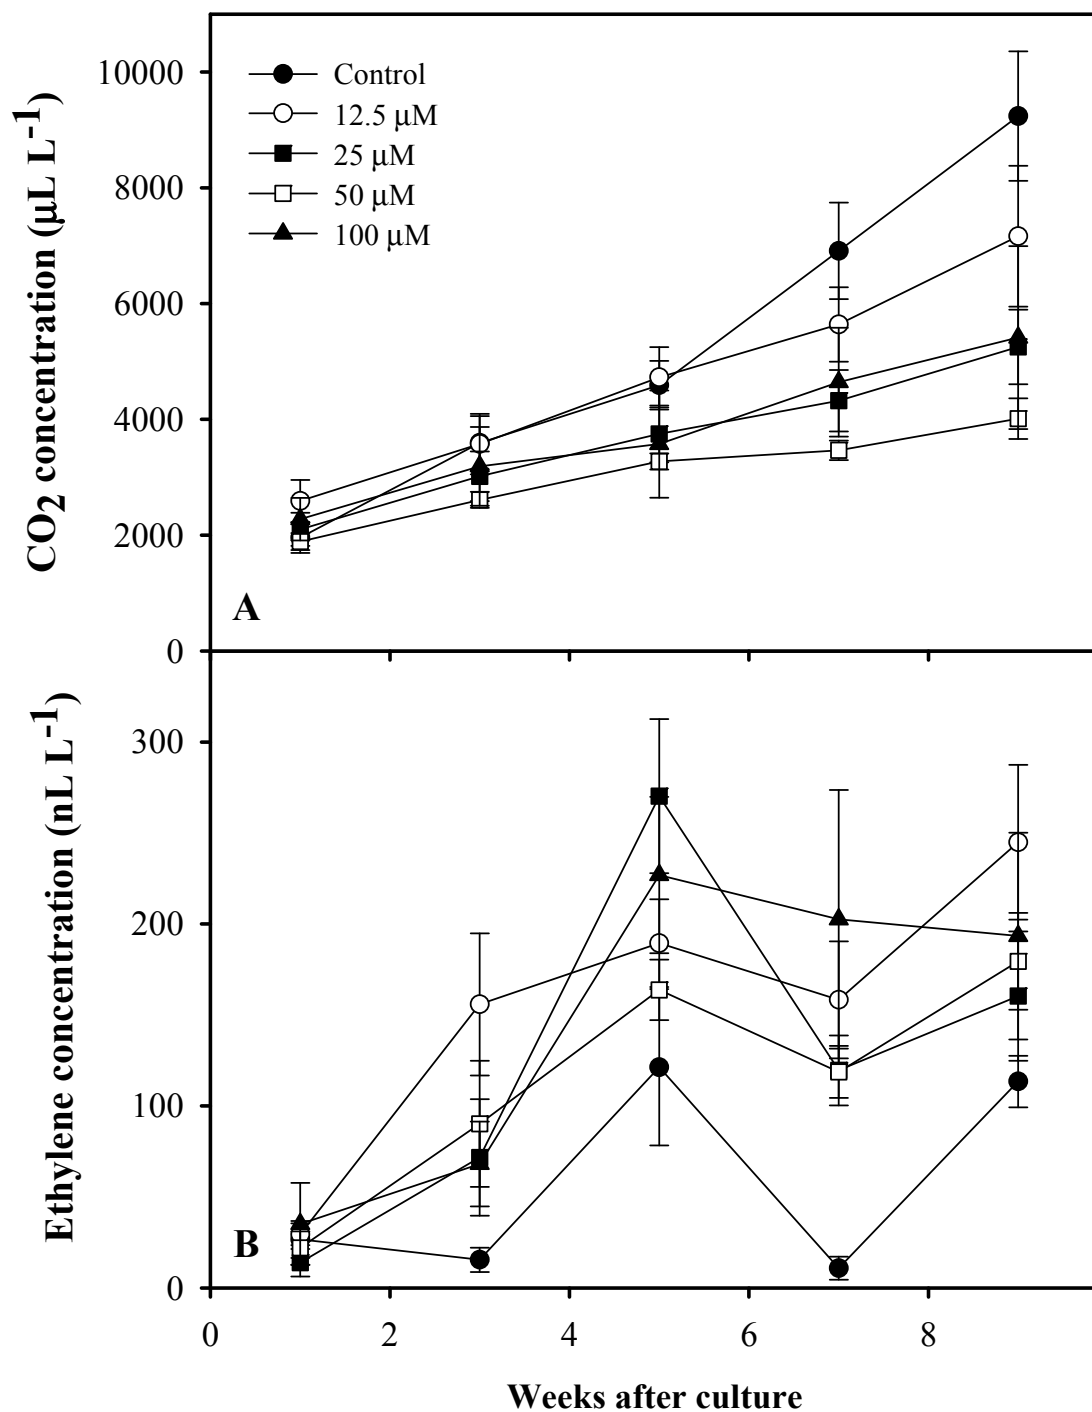 CO2 concentration (μL L-1)
10000
8000
6000
4000
2000
0
Control
12.5 μM
25 μM
50 μM
100 μM
A
Ethylene concentration (nL L-1)
300
200
100
0
B
0 2 4 6 8
Weeks after culture